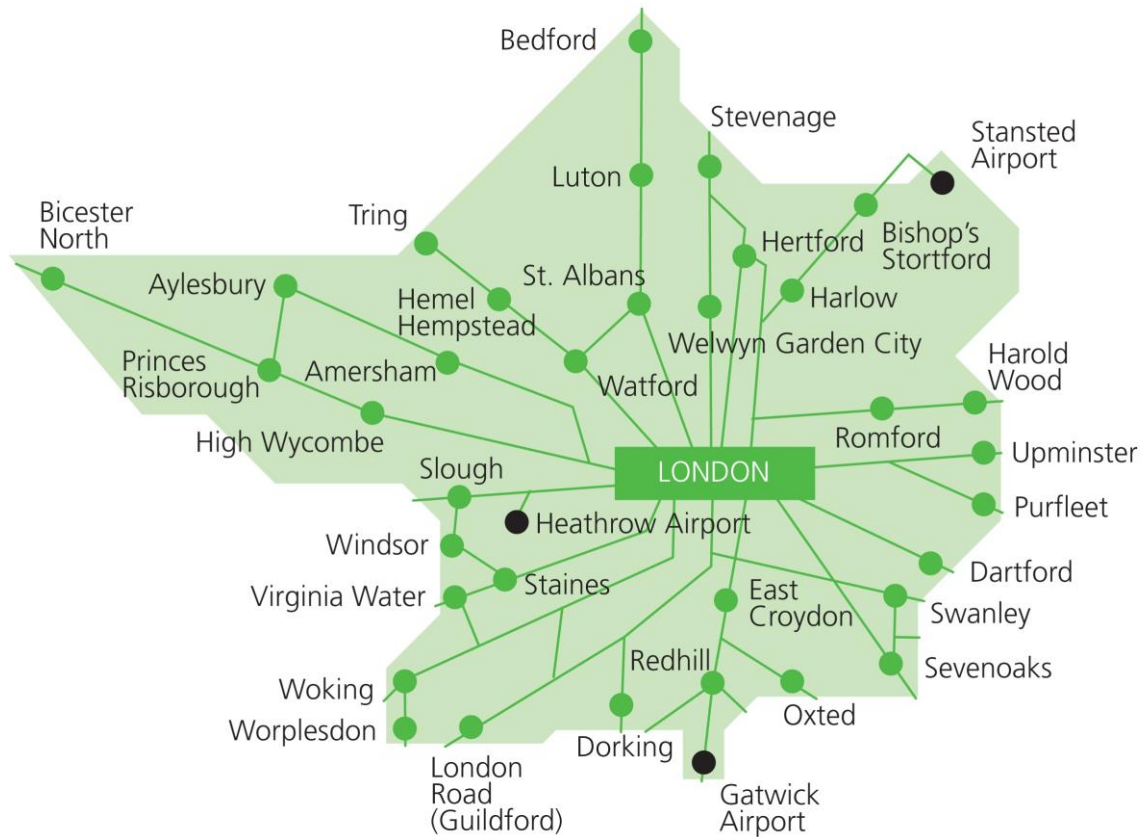 Bedford
Stevenage
Stansted
Airport
Luton
Bicester
North
Tring
Hertford
Bishop's
Stortford
Aylesbury
St. Albans
Hemel
Hempstead
Harlow
Welwyn Garden City
Princes
Risborough
Amersham
Watford
Harold
Wood
High Wycombe
Romford
Slough
LONDON
Upminster
Heathrow Airport
Purfleet
Windsor
Dartford
Virginia Water
Staines
East
Croydon
Swanley
Redhill
Sevenoaks
Woking
Oxted
Worplesdon
Dorking
London
Road
(Guildford)
Gatwick
Airport